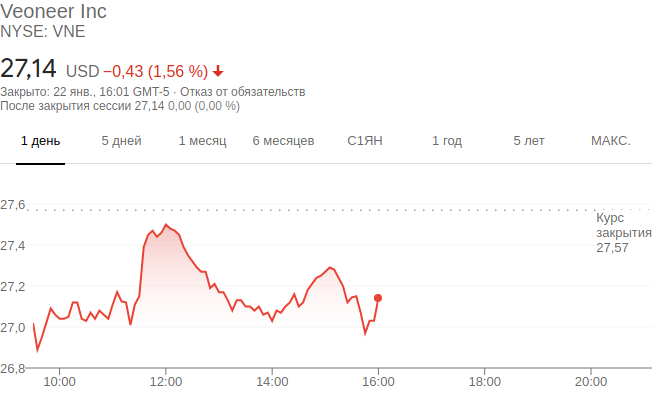 Veoneer Inc
NYSE: VNE
27,14 USD −0,43 (1,56 %)
Закрыто: 22 янв., 16:01 GMT-5 · Отказ от обязательств
После закрытия сессии 27,14 0,00 (0,00 %)
1 день 5 дней 1 месяц 6 месяцев С1ЯН 1 год 5 лет МАКС.
27,6
Курс
закрытия
27,57
27,4
27,2
27,0
26,8
10:00 12:00 14:00 16:00 18:00 20:00